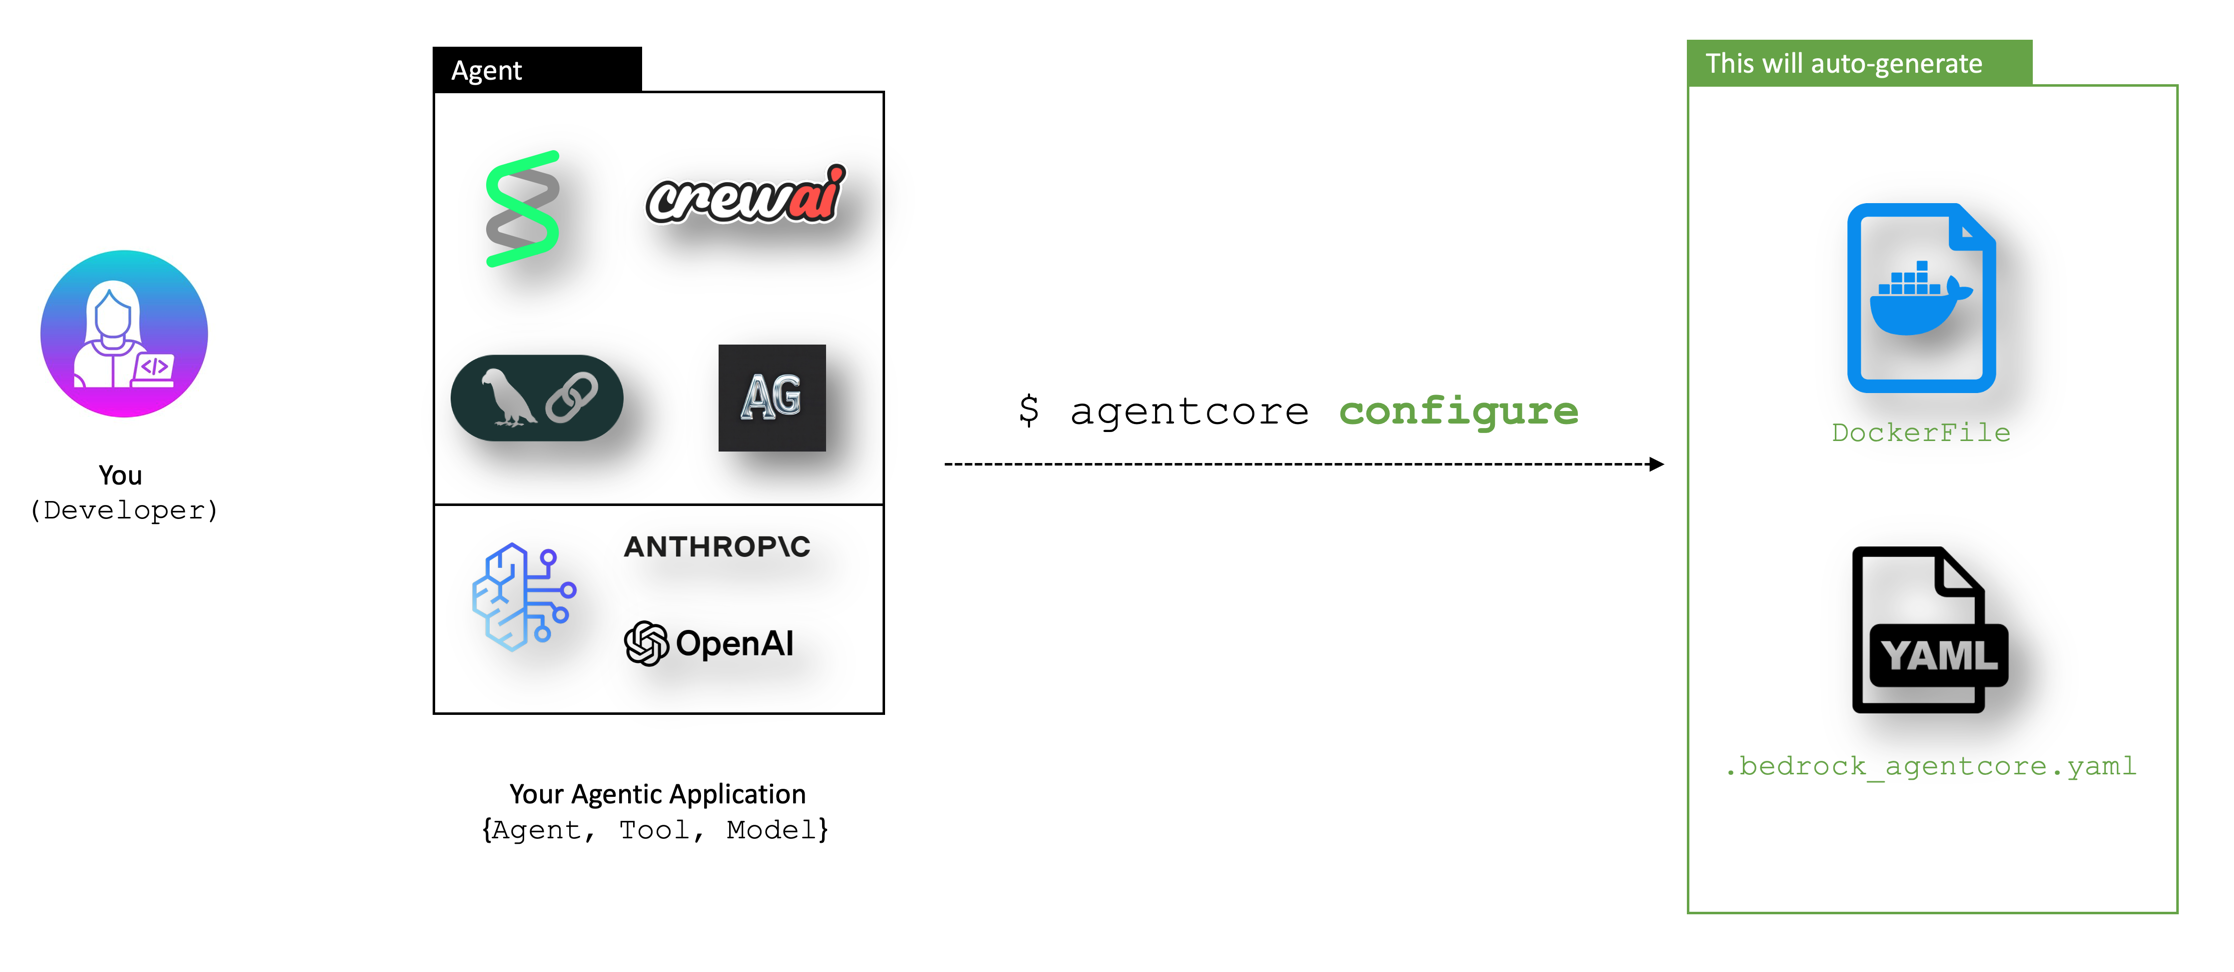 Agent
crewai
AG
</>
You
(Developer)
ANTHROP\C
OpenAI
Your Agentic Application
{Agent, Tool, Model}
$ agentcore configure
This will auto-generate
DockerFile
YAML
.bedrock_agentcore.yaml